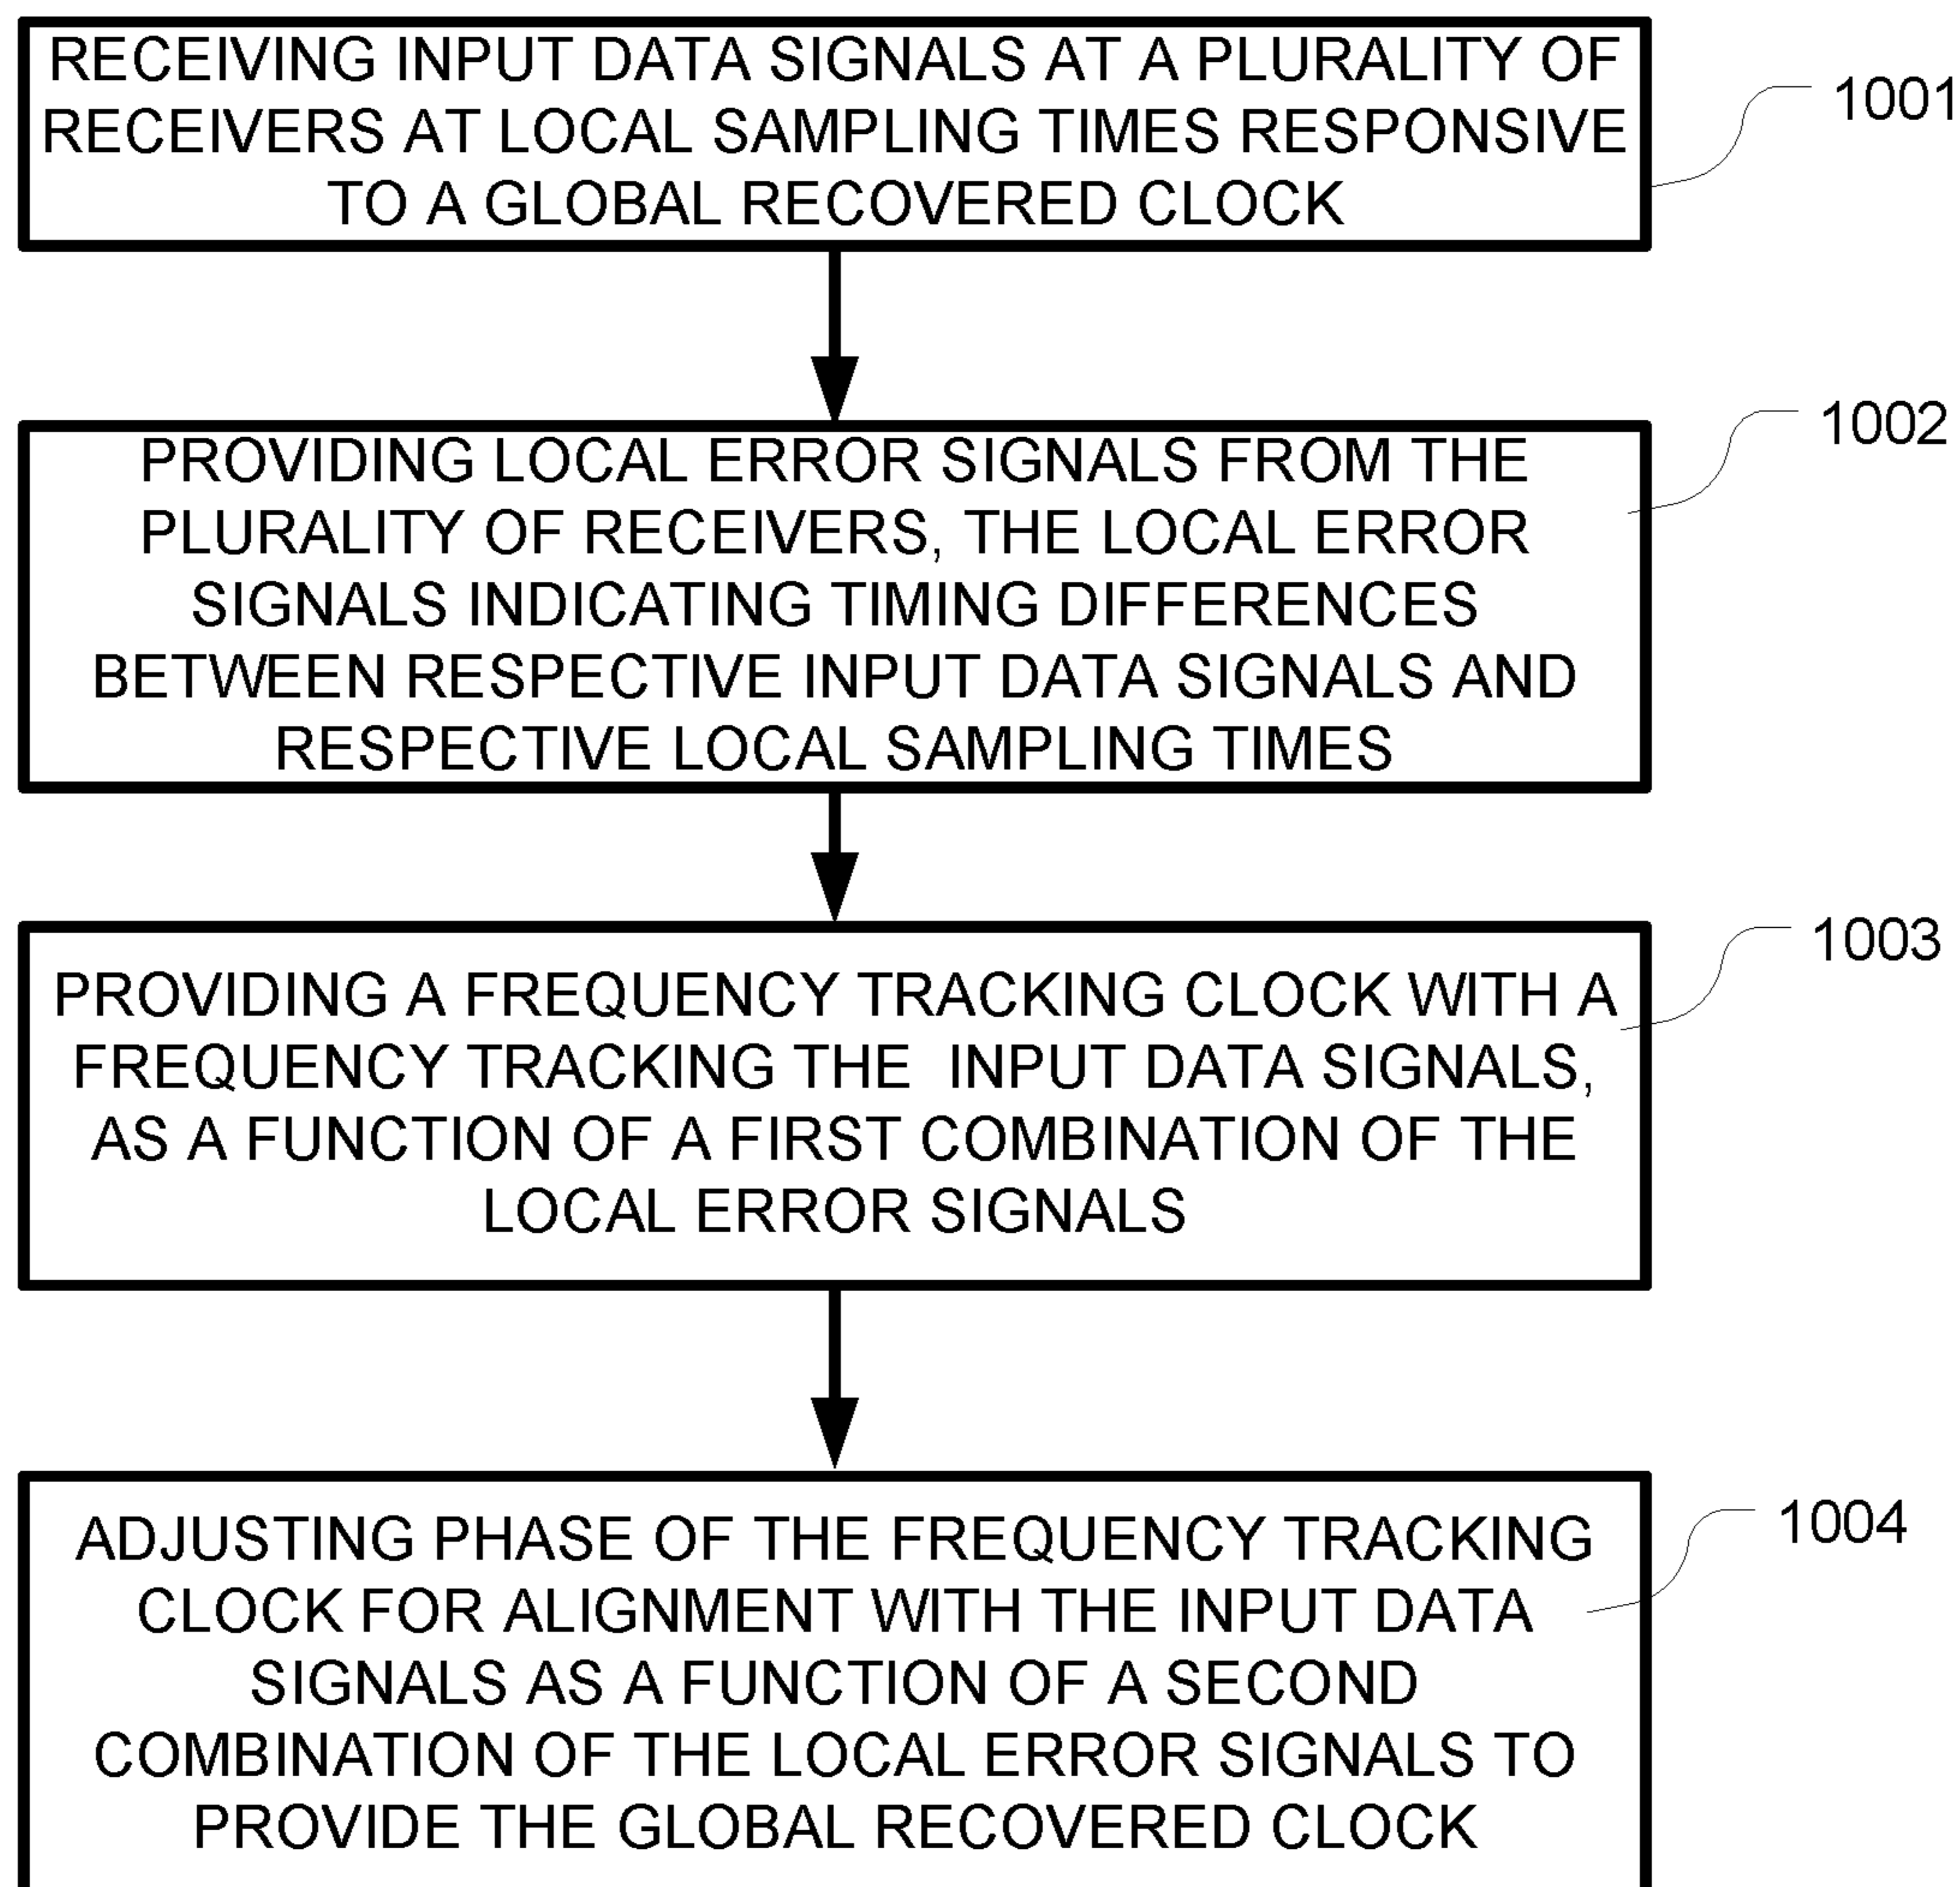 RECEIVING INPUT DATA SIGNALS AT A PLURALITY OF
RECEIVERS AT LOCAL SAMPLING TIMES RESPONSIVE
TO A GLOBAL RECOVERED CLOCK
1001
PROVIDING LOCAL ERROR SIGNALS FROM THE
PLURALITY OF RECEIVERS, THE LOCAL ERROR
SIGNALS INDICATING TIMING DIFFERENCES
BETWEEN RESPECTIVE INPUT DATA SIGNALS AND
RESPECTIVE LOCAL SAMPLING TIMES
1002
PROVIDING A FREQUENCY TRACKING CLOCK WITH A
FREQUENCY TRACKING THE INPUT DATA SIGNALS,
AS A FUNCTION OF A FIRST COMBINATION OF THE
LOCAL ERROR SIGNALS
1003
ADJUSTING PHASE OF THE FREQUENCY TRACKING
CLOCK FOR ALIGNMENT WITH THE INPUT DATA
SIGNALS AS A FUNCTION OF A SECOND
COMBINATION OF THE LOCAL ERROR SIGNALS TO
PROVIDE THE GLOBAL RECOVERED CLOCK
1004